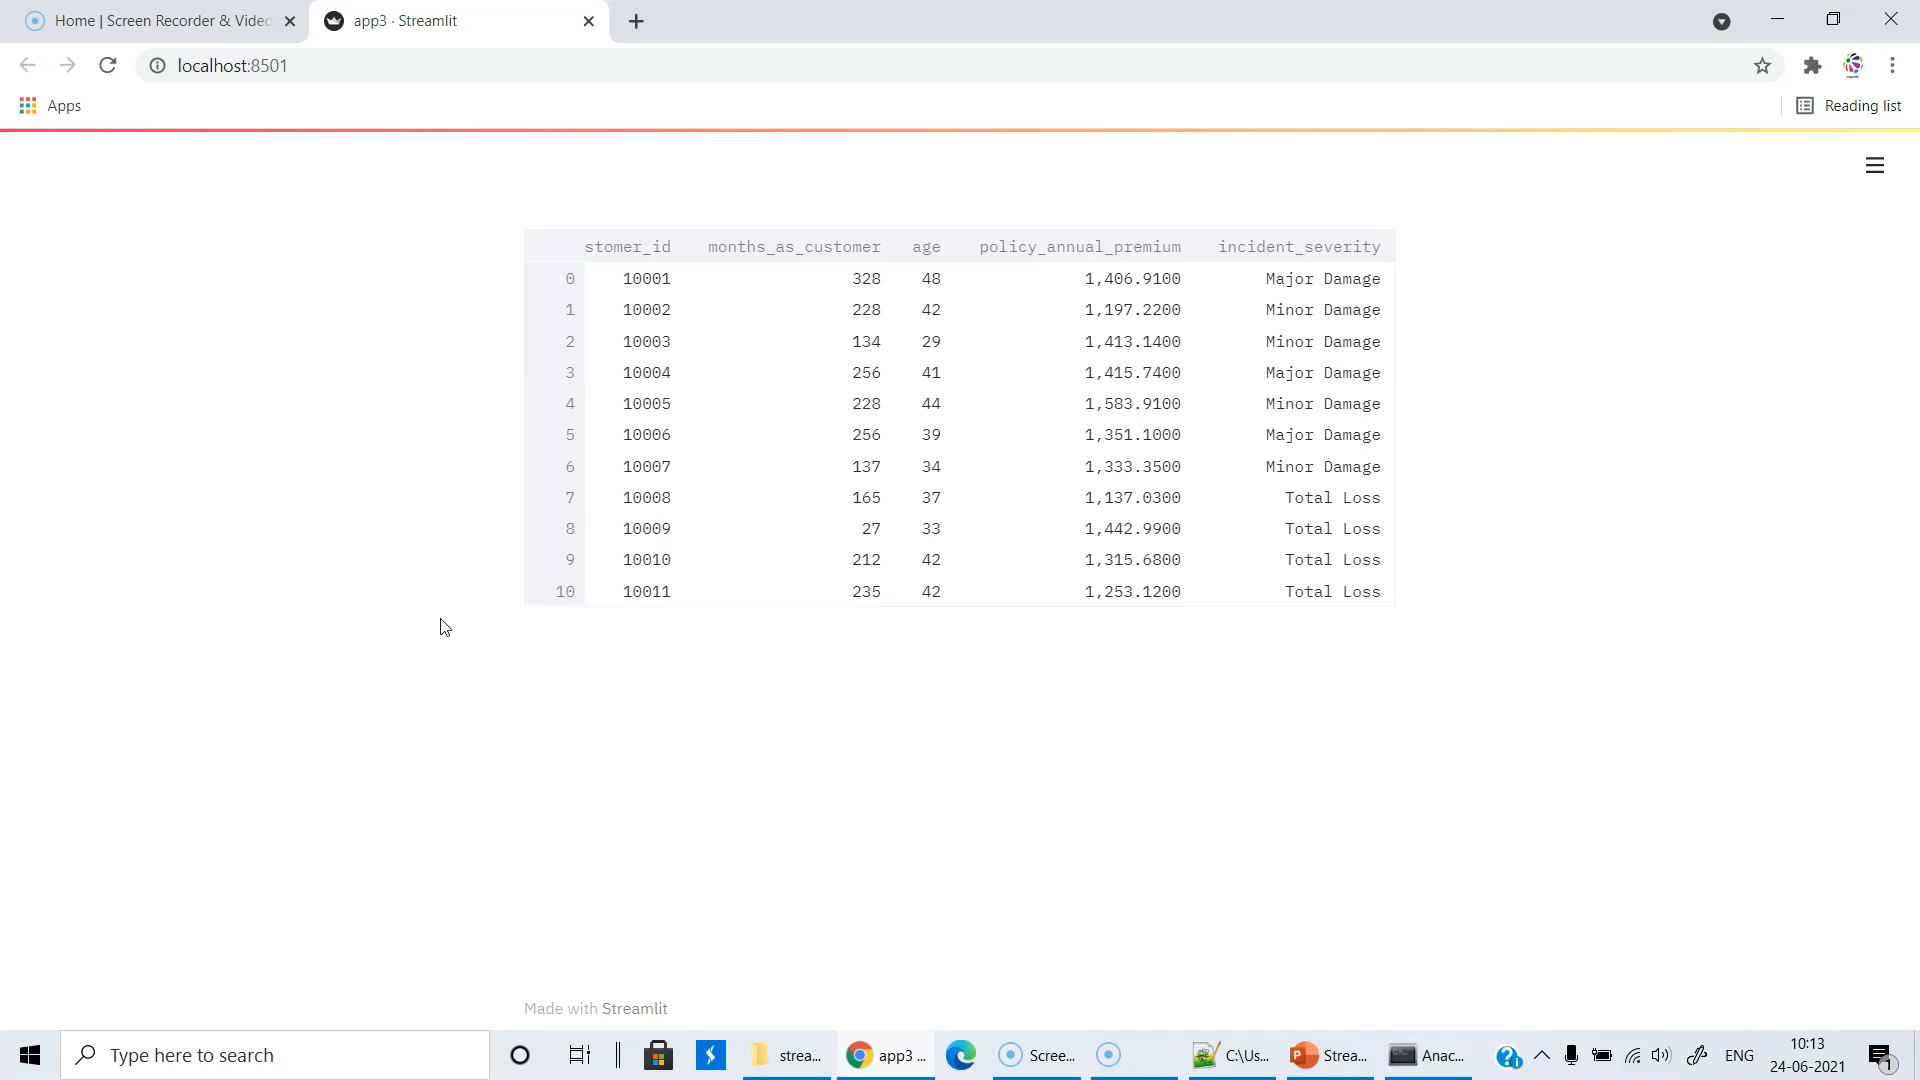 Home | Screen Recorder & Video
app3 · Streamlit
localhost:8501
Apps
Reading list
stomer_id months_as_customer age policy_annual_premium incident_severity
0 10001 328 48 1,406.9100 Major Damage
1 10002 228 42 1,197.2200 Minor Damage
2 10003 134 29 1,413.1400 Minor Damage
3 10004 256 41 1,415.7400 Major Damage
4 10005 228 44 1,583.9100 Minor Damage
5 10006 256 39 1,351.1000 Major Damage
6 10007 137 34 1,333.3500 Minor Damage
7 10008 165 37 1,137.0300 Total Loss
8 10009 27 33 1,442.9900 Total Loss
9 10010 212 42 1,315.6800 Total Loss
10 10011 235 42 1,253.1200 Total Loss
Made with Streamlit
Type here to search
strea...
app3 ...
Scree...
C:\Us...
Strea...
Anac...
ENG
10:13
24-06-2021
1